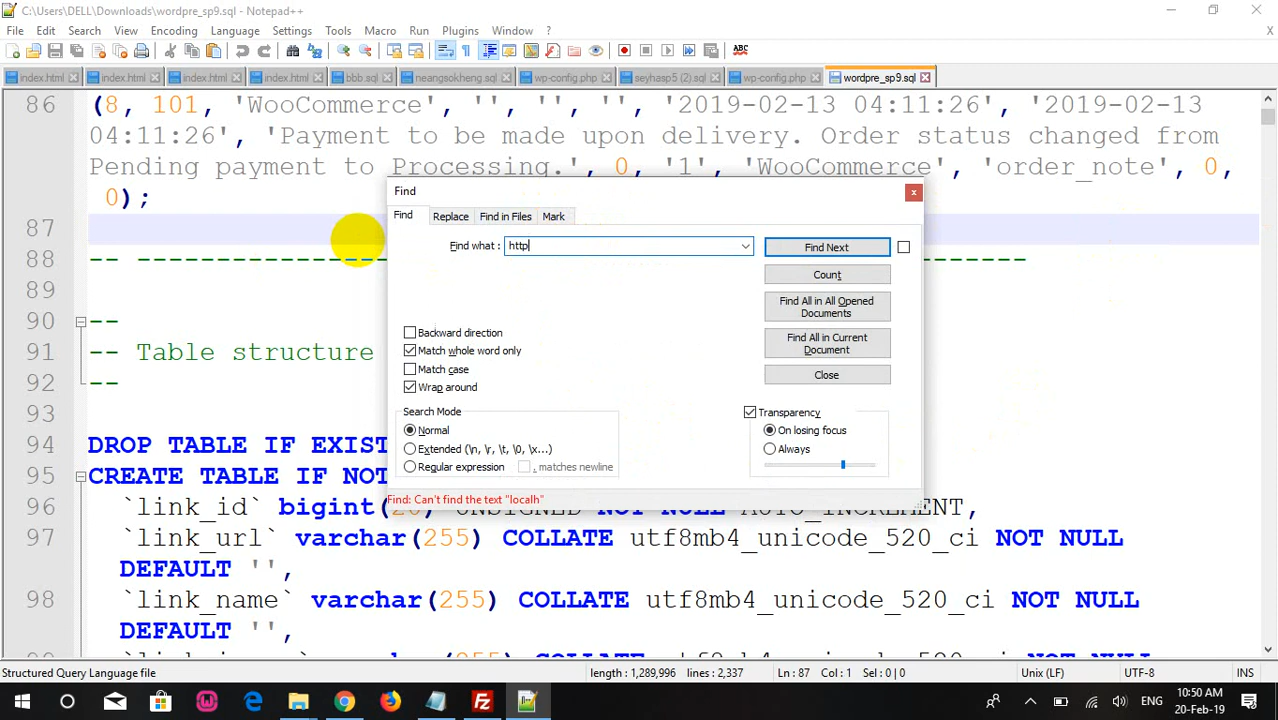 C:\Users\DELL\Downloads\wordpre_sp9.sql - Notepad++
File Edit Search View Encoding Language Settings Tools Macro Run Plugins Window ? X
index.html index.html index.html index.html bbb.sql neangsokheng.sql wp-config.php seyhasp5 (2).sql wp-config.php wordpre_sp9.sql
86 (8, 101, 'WooCommerce', '', '', '', '2019-02-13 04:11:26', '2019-02-13
04:11:26', 'Payment to be made upon delivery. Order status changed from
Pending payment to Processing.', 0, '1', 'WooCommerce', 'order_note', 0,
0);
87
88 -- --------------------------------------------------------
89
90 --
91 -- Table structure
92 --
93
94 DROP TABLE IF EXIS
95 CREATE TABLE IF NOT
96 `link_id` bigint(20) UNSIGNED NOT NULL AUTO_INCREMENT,
97 `link_url` varchar(255) COLLATE utf8mb4_unicode_520_ci NOT NULL
DEFAULT '',
98 `link_name` varchar(255) COLLATE utf8mb4_unicode_520_ci NOT NULL
DEFAULT '',
Find
Find Replace Find in Files Mark
Find what : http
Find Next
Count
Find All in All Opened
Documents
Find All in Current
Document
Close
Backward direction
Match whole word only
Match case
Wrap around
Search Mode
Normal
Extended (\n, \r, \t, \0, \x...)
Regular expression . matches newline
Transparency
On losing focus
Always
Find: Can't find the text "localh"
Structured Query Language file length : 1,289,996 lines : 2,337 Ln : 87 Col : 1 Sel : 0 | 0 Unix (LF) UTF-8 INS
ENG 10:50 AM
20-Feb-19